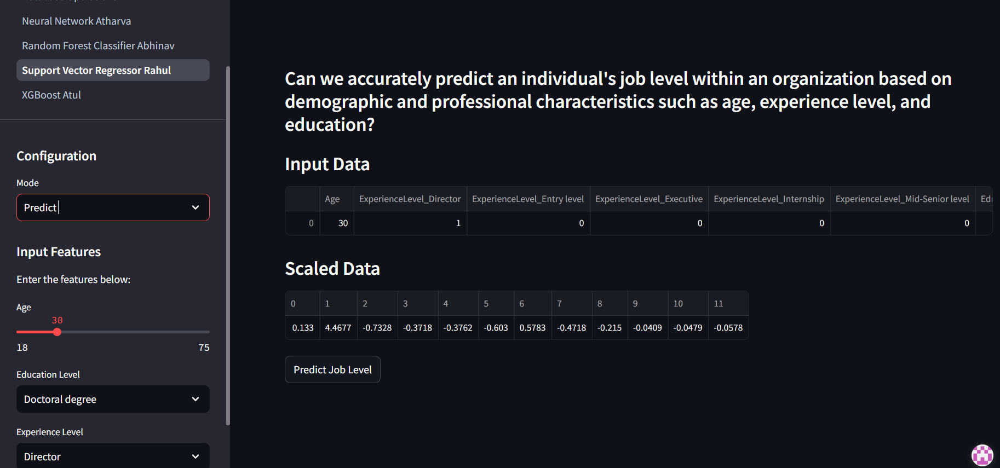 Neural Network Atharva
Random Forest Classifier Abhinav
Support Vector Regressor Rahul
XGBoost Atul
Configuration
Mode
Predict
Input Features
Enter the features below:
Age
30
18 75
Education Level
Doctoral degree
Experience Level
Director
Can we accurately predict an individual's job level within an organization based on
demographic and professional characteristics such as age, experience level, and
education?
Input Data
Age ExperienceLevel_Director ExperienceLevel_Entry level ExperienceLevel_Executive ExperienceLevel_Internship ExperienceLevel_Mid-Senior level
0 30 1 0 0 0 0
Scaled Data
0 1 2 3 4 5 6 7 8 9 10 11
0.133 4.4677 -0.7328 -0.3718 -0.3762 -0.603 0.5783 -0.4718 -0.215 -0.0409 -0.0479 -0.0578
Predict Job Level